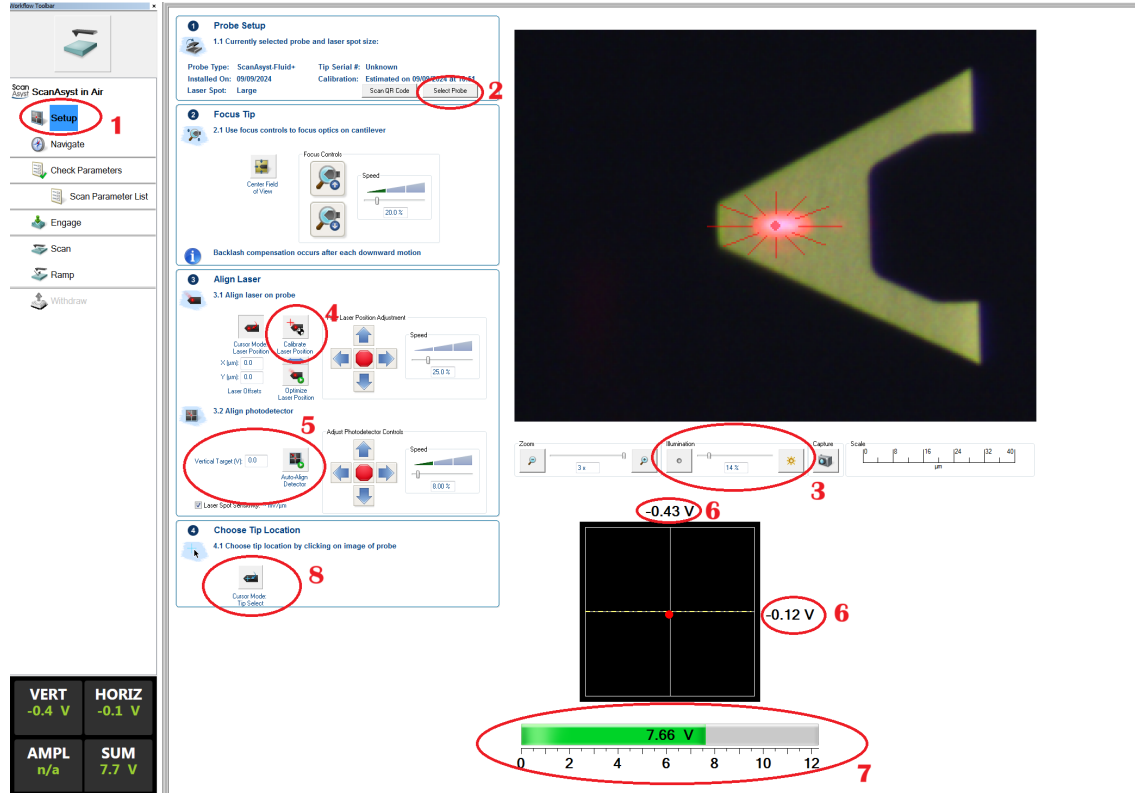 Workflow Toolbar
x
ScanAsyst in Air
1
Setup
Navigate
Check Parameters
Scan Parameter List
Engage
Scan
Ramp
Withdraw
VERT HORIZ
-0.4 V -0.1 V
AMPL SUM
n/a 7.7 V
1 Probe Setup
1.1 Currently selected probe and laser spot size:
Probe Type: ScanAsyst-Fluid+ Tip Serial #: Unknown
Installed On: 09/09/2024 Calibration: Estimated on 09/09/2024 at
Laser Spot: Large Scan QR Code Select Probe
2
2 Focus Tip
2.1 Use focus controls to focus optics on cantilever
Focus Controls
Center Field
of View
Speed
20.0 %
Backlash compensation occurs after each downward motion
3 Align Laser
3.1 Align laser on probe
4
Laser Position Adjustment
Cursor Mode:
Laser Position
Calibrate
Laser Position
Speed
25.0 %
X (µm) 0.0
Y (µm) 0.0
Laser Offsets
Optimize
Laser Position
3.2 Align photodetector
5
Adjust Photodetector Controls
Vertical Target (V) 0.0
Auto-Align
Detector
Speed
8.00 %
Laser Spot Sensitivity: mV/µm
4 Choose Tip Location
4.1 Choose tip location by clicking on image of probe
Cursor Mode:
Tip Select
8
Zoom
3 x
Illumination
14 %
3
Capture
Scale
0 8 16 24 32 40
µm
-0.43 V 6
-0.12 V 6
7.66 V
0 2 4 6 8 10 12
7